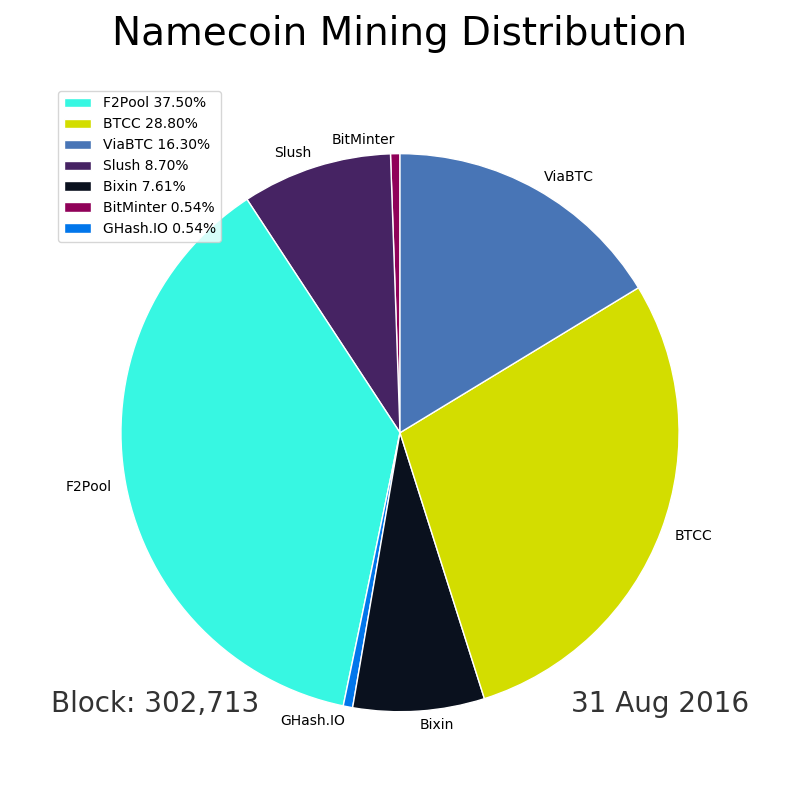 Namecoin Mining Distribution
F2Pool 37.50%
BTCC 28.80%
ViaBTC 16.30%
Slush 8.70%
Bixin 7.61%
BitMinter 0.54%
GHash.IO 0.54%
BitMinter
Slush
ViaBTC
F2Pool
BTCC
Block: 302,713
31 Aug 2016
GHash.IO
Bixin